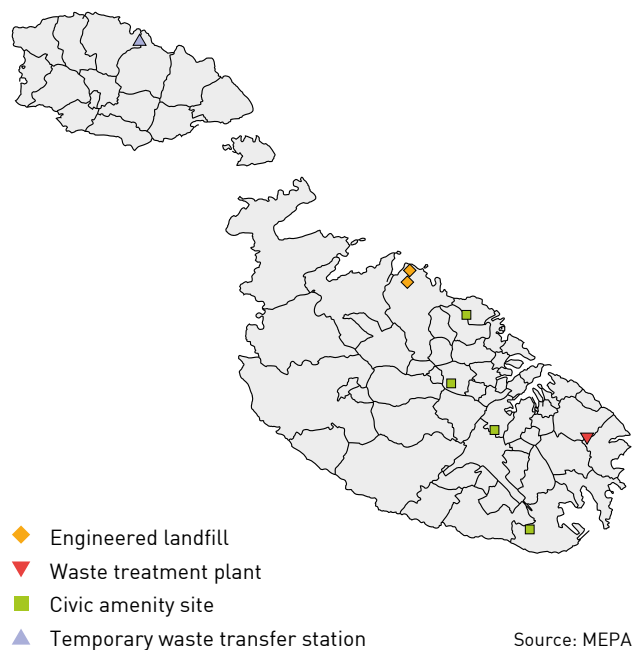 Engineered landfill
Waste treatment plant
Civic amenity site
Temporary waste transfer station
Source: MEPA